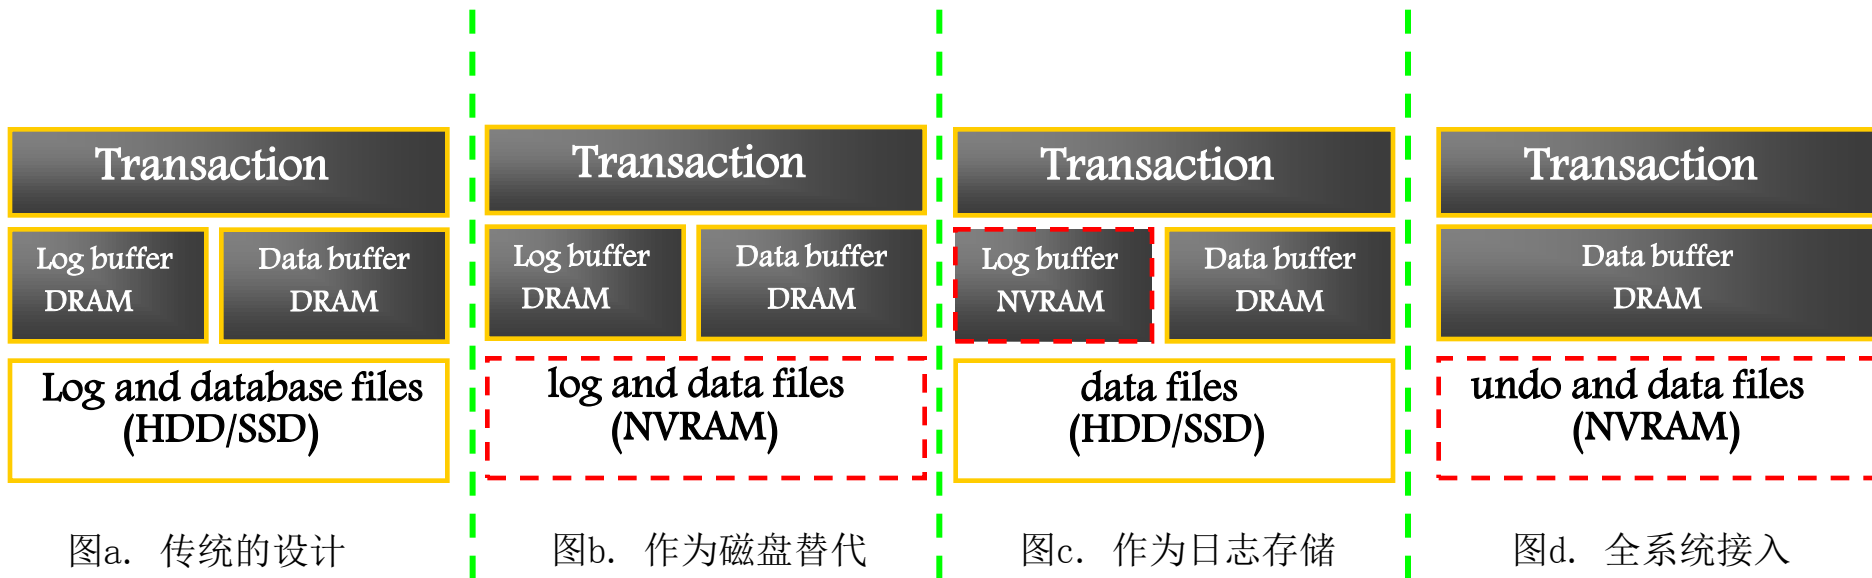 Transaction
Log buffer
DRAM
Data buffer
DRAM
Log and database files
(HDD/SSD)
图a. 传统的设计
Transaction
Log buffer
DRAM
Data buffer
DRAM
log and data files
(NVRAM)
图b. 作为磁盘替代
Transaction
Log buffer
NVRAM
Data buffer
DRAM
data files
(HDD/SSD)
图c. 作为日志存储
Transaction
Data buffer
DRAM
undo and data files
(NVRAM)
图d. 全系统接入